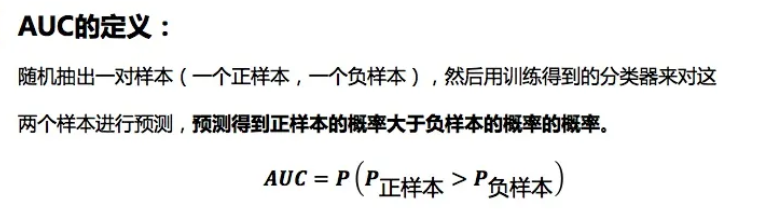 AUC的定义：
随机抽出一对样本（一个正样本，一个负样本），然后用训练得到的分类器来对这
两个样本进行预测，预测得到正样本的概率大于负样本的概率的概率。
AUC = P(P正样本 > P负样本)